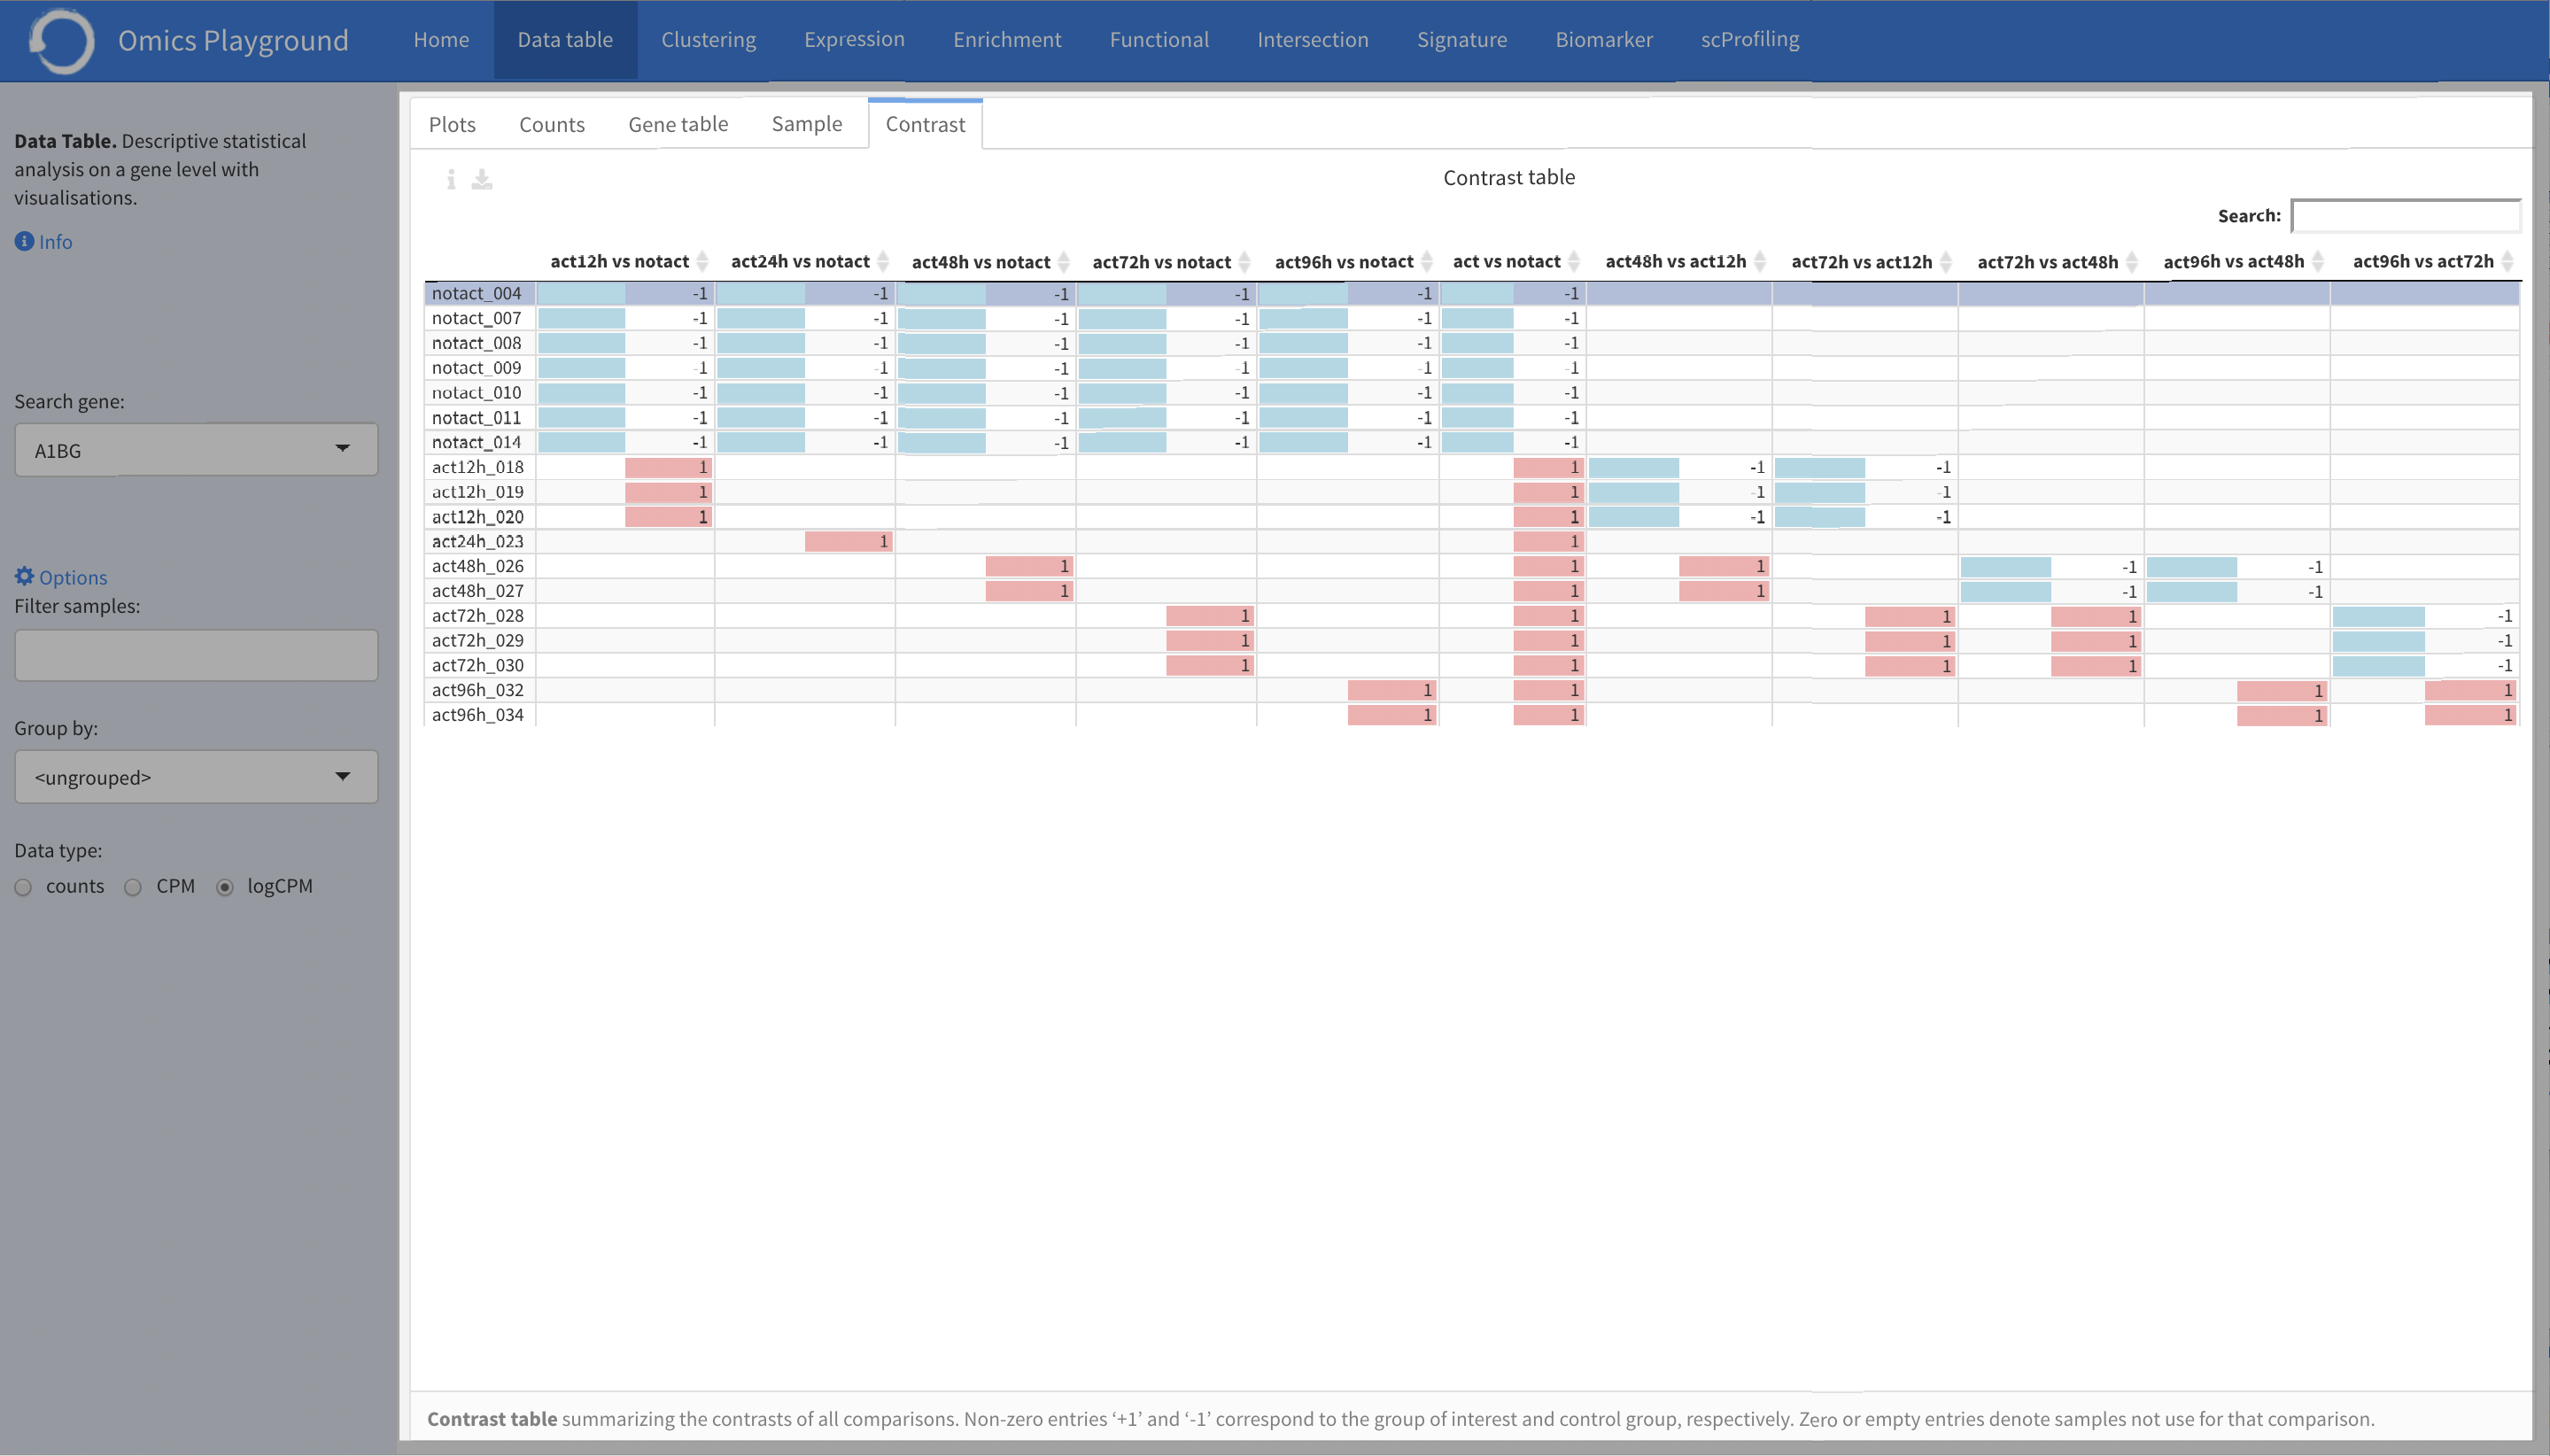 Omics Playground Home Data table Clustering Expression Enrichment Functional Intersection Signature Biomarker scProfiling
Data Table. Descriptive statistical
analysis on a gene level with
visualisations.
Info
Search gene:
A1BG
Options
Filter samples:
Group by:
<ungrouped>
Data type:
counts CPM logCPM
Plots Counts Gene table Sample Contrast
Contrast table
Search:
act12h vs notact act24h vs notact act48h vs notact act72h vs notact act96h vs notact act vs notact act48h vs act12h act72h vs act12h act72h vs act48h act96h vs act48h act96h vs act72h
notact_004 -1 -1 -1 -1 -1 -1
notact_007 -1 -1 -1 -1 -1 -1
notact_008 -1 -1 -1 -1 -1 -1
notact_009 -1 -1 -1 -1 -1 -1
notact_010 -1 -1 -1 -1 -1 -1
notact_011 -1 -1 -1 -1 -1 -1
notact_014 -1 -1 -1 -1 -1 -1
act12h_018 1 1 -1 -1
act12h_019 1 1 -1 -1
act12h_020 1 1 -1 -1
act24h_023 1 1
act48h_026 1 1 1 -1 -1
act48h_027 1 1 1 -1 -1
act72h_028 1 1 1 1 -1
act72h_029 1 1 1 1 -1
act72h_030 1 1 1 1 -1
act96h_032 1 1 1 1
act96h_034 1 1 1 1
Contrast table summarizing the contrasts of all comparisons. Non-zero entries ‘+1’ and ‘-1’ correspond to the group of interest and control group, respectively. Zero or empty entries denote samples not use for that comparison.